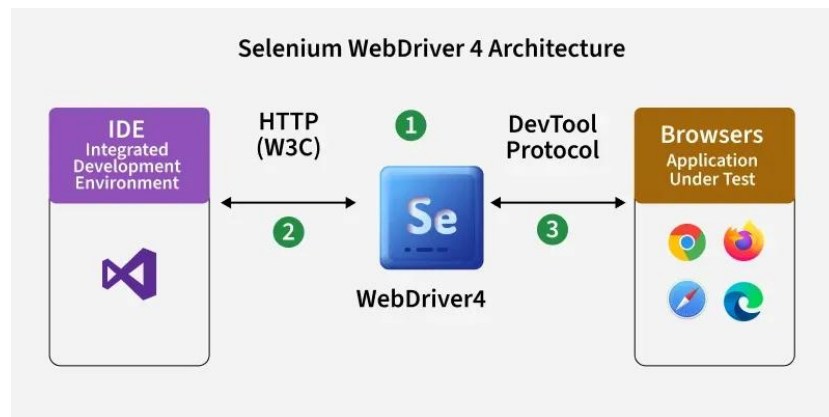 Selenium WebDriver 4 Architecture
IDE
Integrated
Development
Environment
HTTP
(W3C)
2
1
Se
WebDriver4
DevTool
Protocol
3
Browsers
Application
Under Test